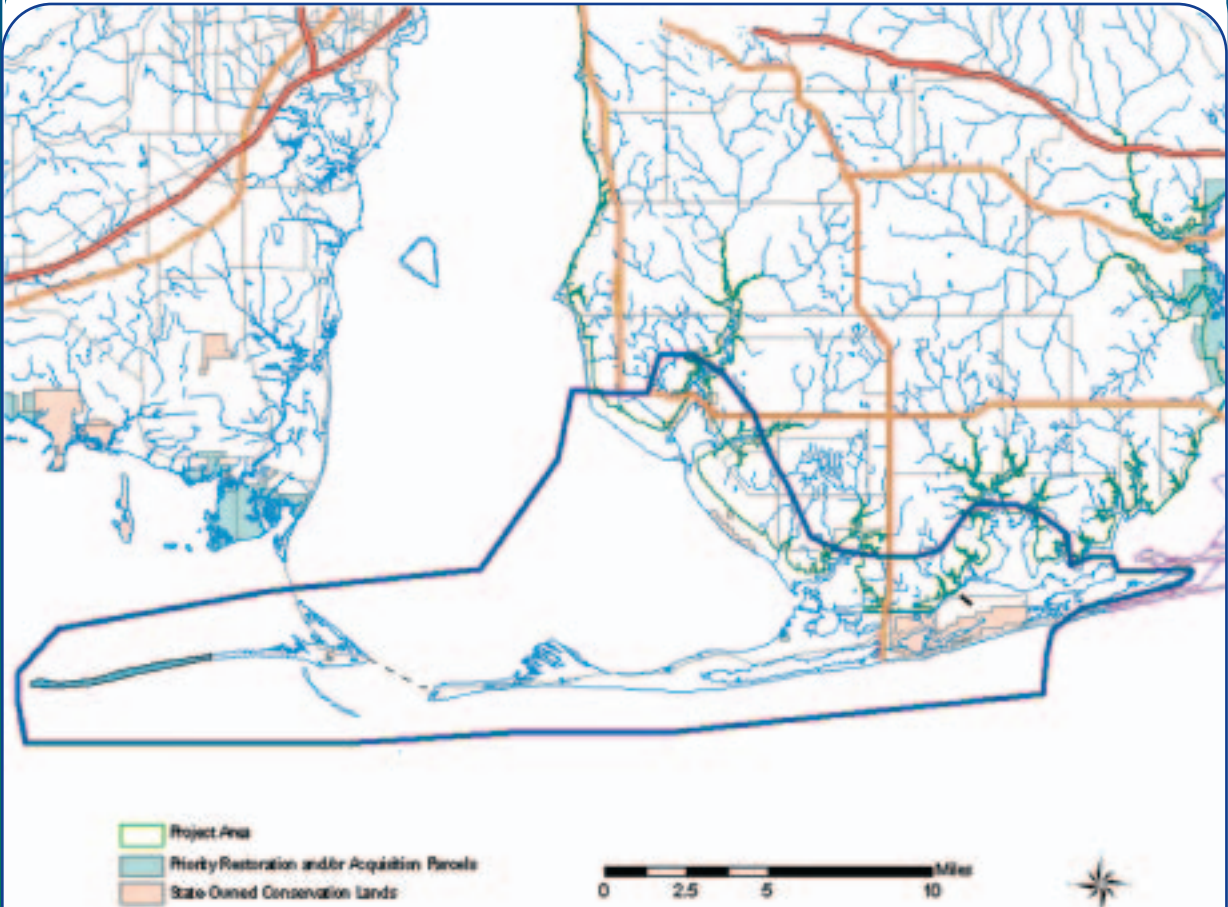 Project Area
Priority Restoration and/or Acquisition Parcels
State Owned Conservation Lands
Miles
0 2.5 5 10